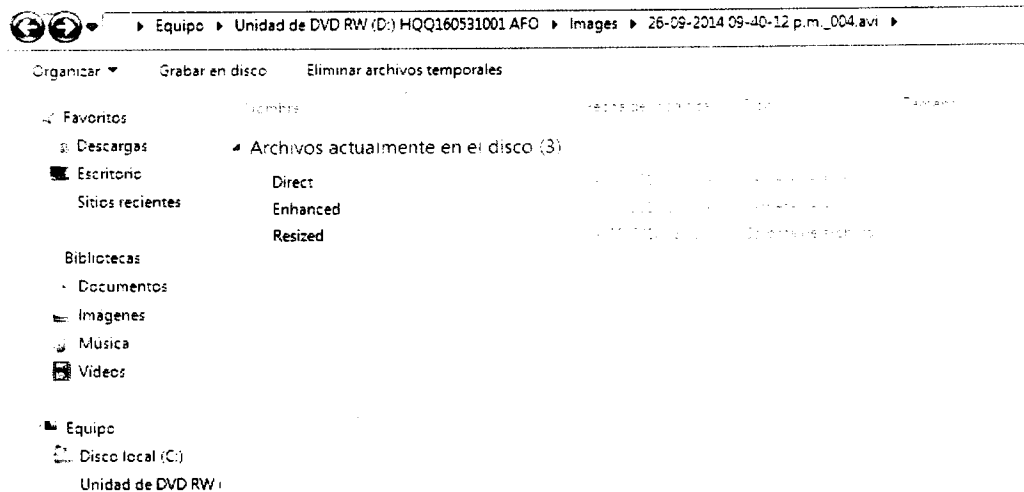 Equipo Unidad de DVD RW (D:) HQQ160531001 AFO Images 26-09-2014 09-40-12 p.m._004.avi
Organizar Grabar en disco Eliminar archivos temporales
Nombre
Favoritos
Descargas
Escritorio
Sitios recientes
Bibliotecas
Documentos
Imagenes
Música
Videos
Equipo
Disco local (C:)
Unidad de DVD RW (
Archivos actualmente en el disco (3)
Direct
Enhanced
Resized